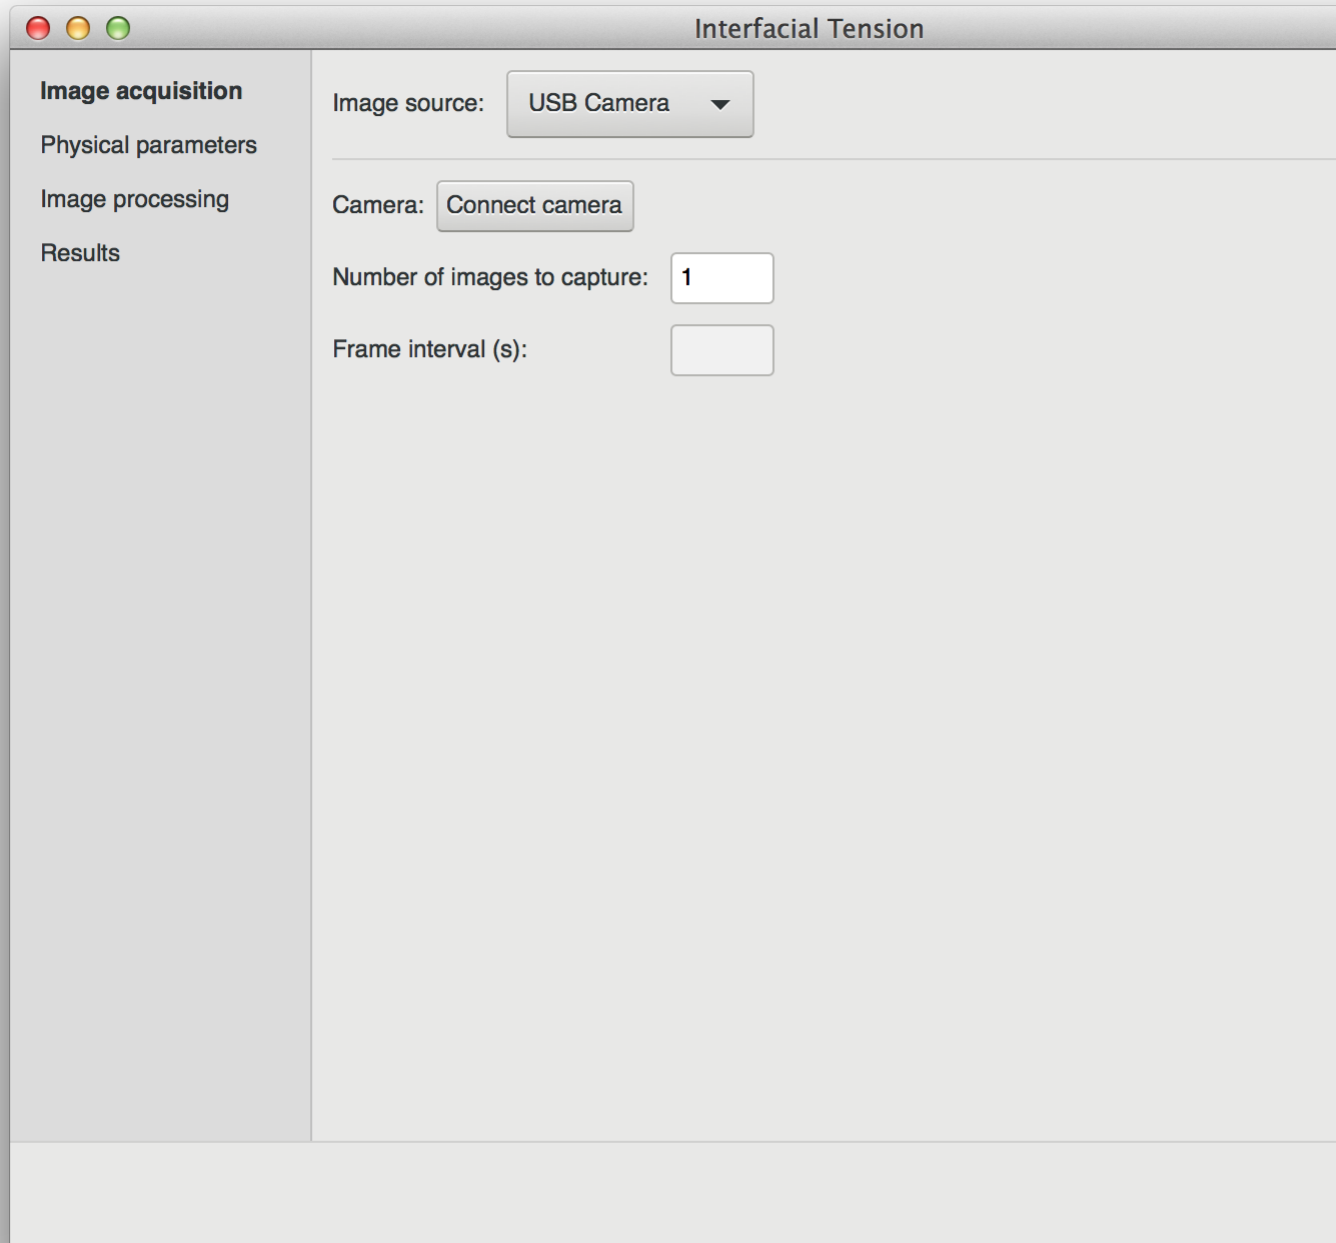 Interfacial Tension
Image acquisition
Physical parameters
Image processing
Results
Image source: USB Camera
Camera: Connect camera
Number of images to capture: 1
Frame interval (s):